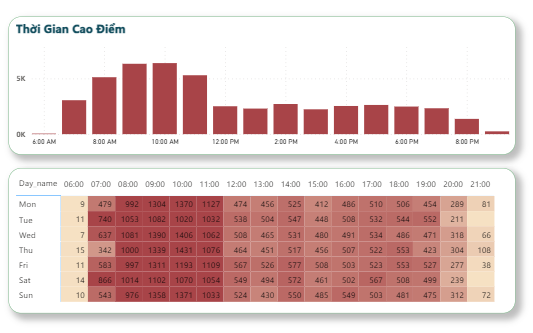 Thời Gian Cao Điểm
5K
0K
6:00 AM 8:00 AM 10:00 AM 12:00 PM 2:00 PM 4:00 PM 6:00 PM 8:00 PM
Day_name 06:00 07:00 08:00 09:00 10:00 11:00 12:00 13:00 14:00 15:00 16:00 17:00 18:00 19:00 20:00 21:00
Mon 9 479 992 1304 1370 1127 474 456 525 412 486 510 506 454 289 81
Tue 11 740 1053 1082 1020 1032 538 504 547 448 508 532 544 552 211
Wed 7 637 1081 1390 1406 1062 508 465 531 480 491 534 486 471 318 66
Thu 15 342 1000 1339 1431 1076 464 451 517 456 507 522 553 423 304 108
Fri 11 583 997 1311 1193 1109 567 526 577 508 503 523 553 527 277 38
Sat 14 866 1014 1102 1070 1054 549 494 572 461 502 567 508 499 239
Sun 10 543 976 1358 1371 1033 524 430 550 485 549 503 481 475 312 72